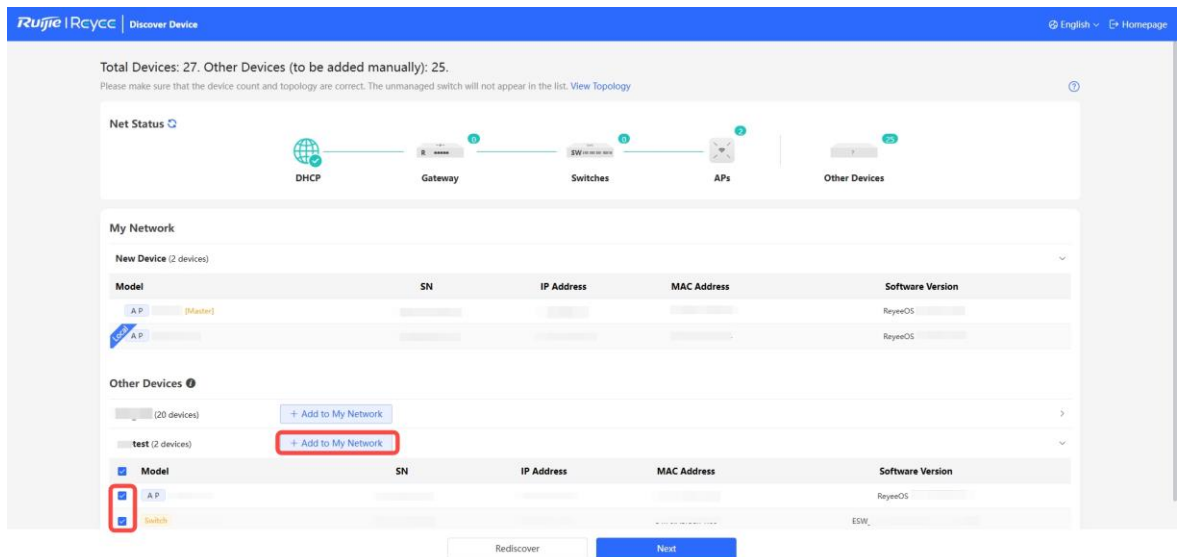 Ruijie | Rcycc | Discover Device
English
Homepage
Total Devices: 27. Other Devices (to be added manually): 25.
Please make sure that the device count and topology are correct. The unmanaged switch will not appear in the list. View Topology
Net Status
0 0 2 25
R SW
DHCP Gateway Switches APs Other Devices
My Network
New Device (2 devices)
Model SN IP Address MAC Address Software Version
AP [Master] ReyeeOS
Local AP ReyeeOS
Other Devices
(20 devices) + Add to My Network
test (2 devices) + Add to My Network
Model SN IP Address MAC Address Software Version
AP ReyeeOS
Switch ESW_
Rediscover Next